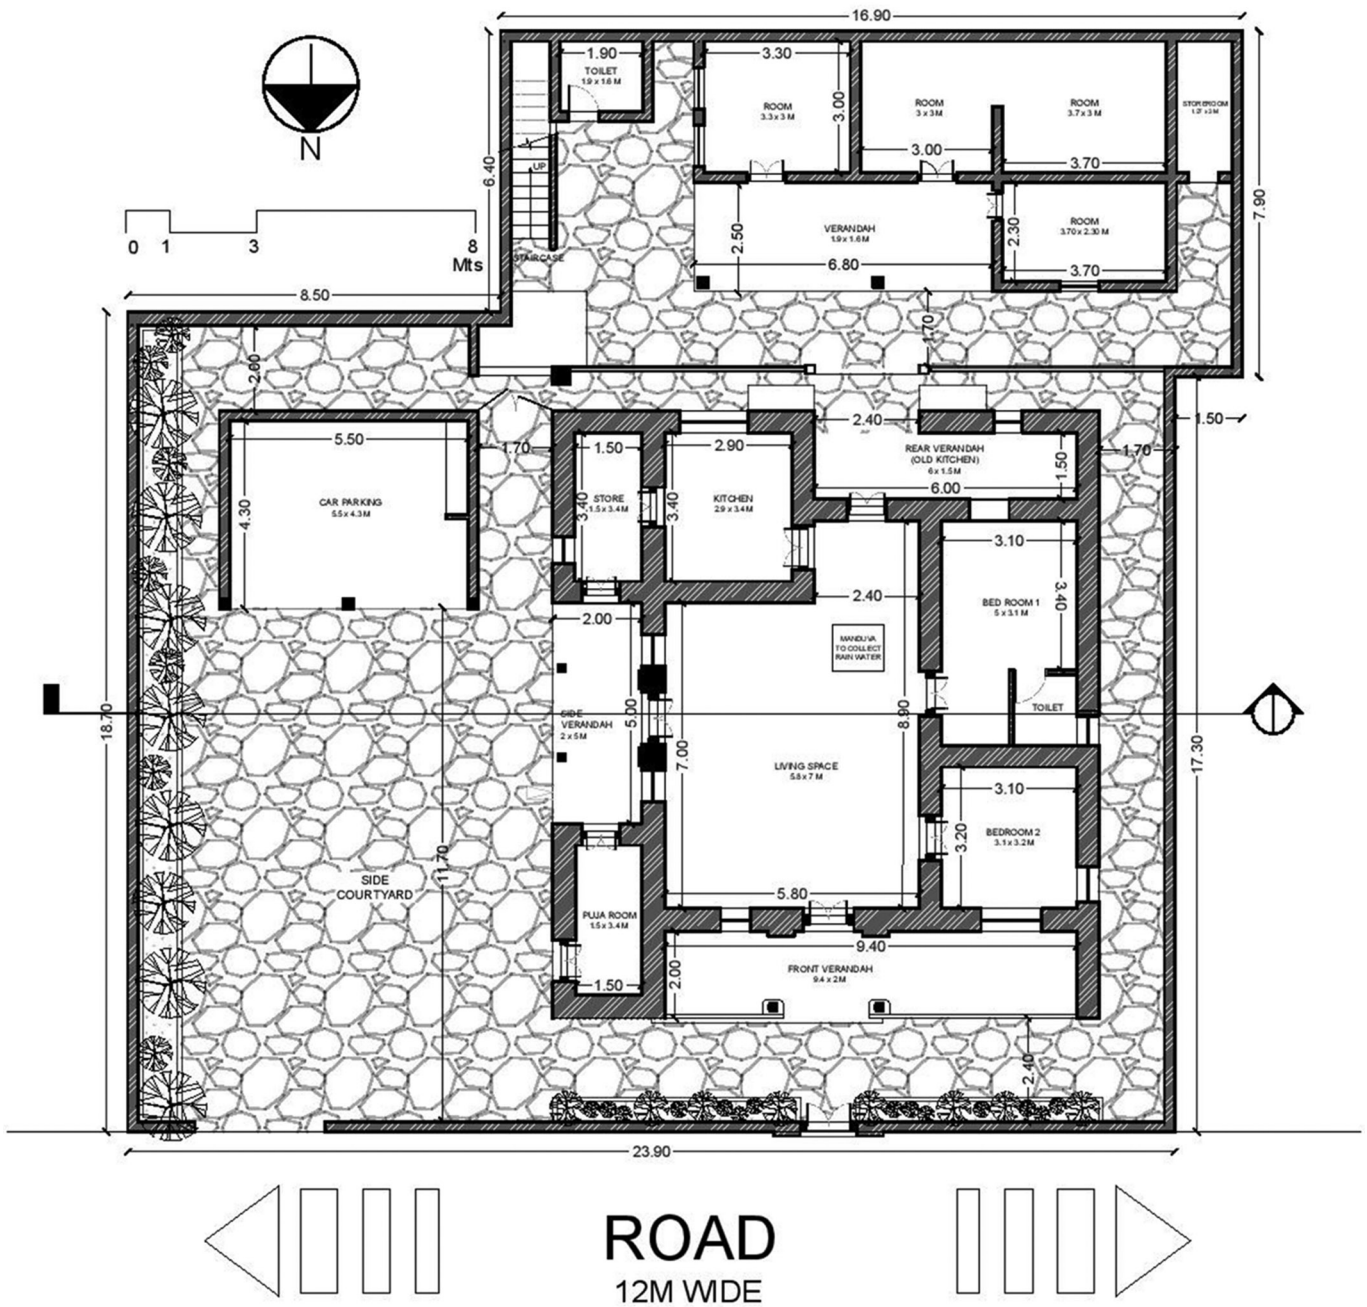 16.90
1.90
TOILET
1.9 x 1.6 M
3.30
ROOM
3.3 x 3 M
3.00
ROOM
3 x 3 M
3.00
ROOM
3.7 x 3 M
3.70
STOREROOM
N
6.40
UP
STAIRCASE
7.90
0 1 3 8
Mts
2.50
VERANDAH
1.9 x 1.6 M
6.80
2.30
ROOM
3.70 x 2.30 M
3.70
8.50
1.70
2.00
1.50
5.50
1.70
1.50
2.90
2.40
REAR VERANDAH
(OLD KITCHEN)
6 x 1.5 M
6.00
1.50
1.70
4.30
CAR PARKING
5.5 x 4.3 M
3.40
STORE
1.5 x 3.4 M
3.40
KITCHEN
2.9 x 3.4 M
3.10
2.40
BED ROOM 1
5 x 3.1 M
3.40
2.00
MANDUVA
TO COLLECT
RAIN WATER
18.70
SIDE
VERANDAH
2 x 5 M
5.00
7.00
8.90
TOILET
17.30
LIVING SPACE
5.8 x 7 M
3.10
BEDROOM 2
3.1 x 3.2 M
3.20
11.70
SIDE
COURTYARD
5.80
PUJA ROOM
1.5 x 3.4 M
1.50
9.40
2.00
FRONT VERANDAH
9.4 x 2 M
2.40
23.90
ROAD
12M WIDE